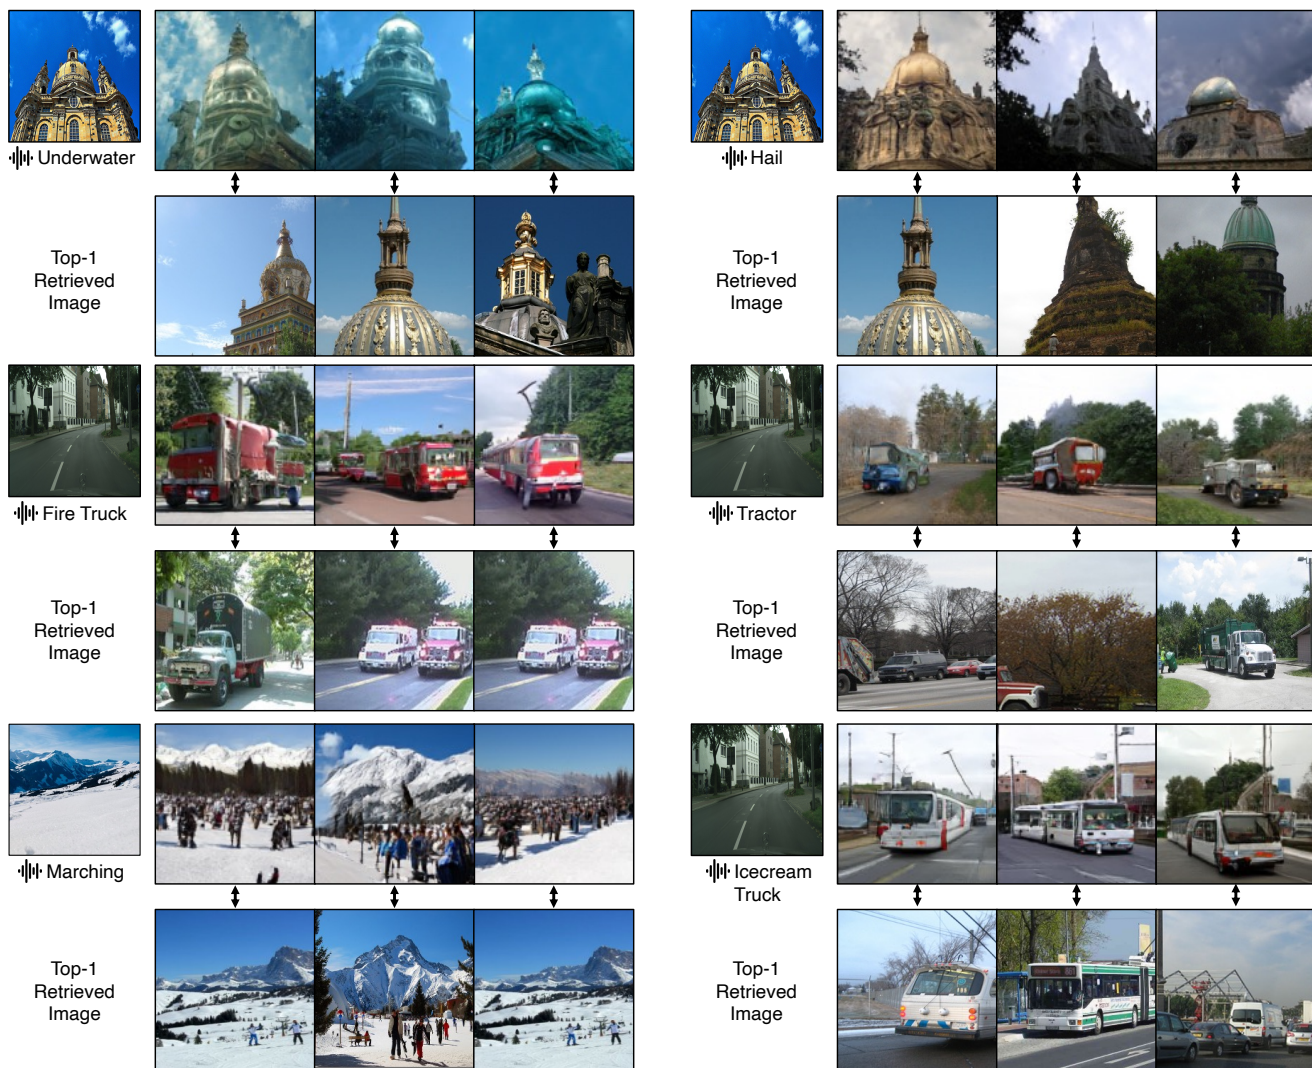 Underwater
Hail
Top-1
Retrieved
Image
Top-1
Retrieved
Image
Fire Truck
Tractor
Top-1
Retrieved
Image
Top-1
Retrieved
Image
Marching
Icecream
Truck
Top-1
Retrieved
Image
Top-1
Retrieved
Image